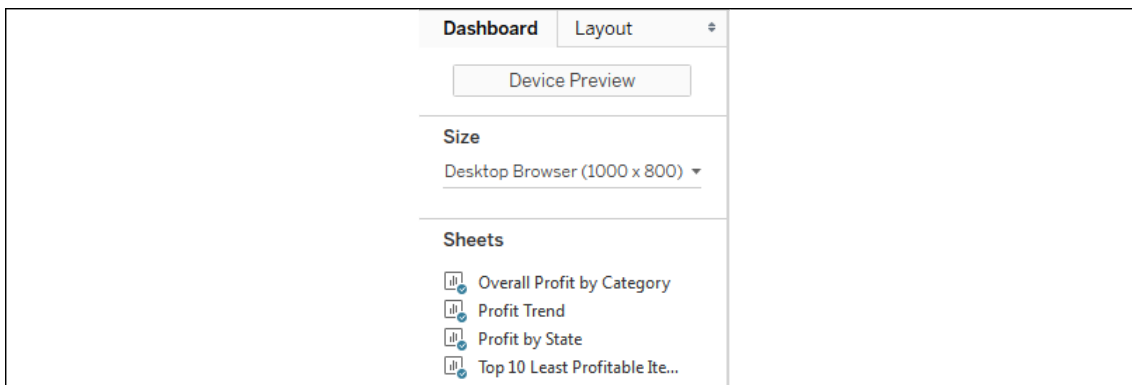 Dashboard Layout
Device Preview
Size
Desktop Browser (1000 x 800)
Sheets
Overall Profit by Category
Profit Trend
Profit by State
Top 10 Least Profitable Ite...